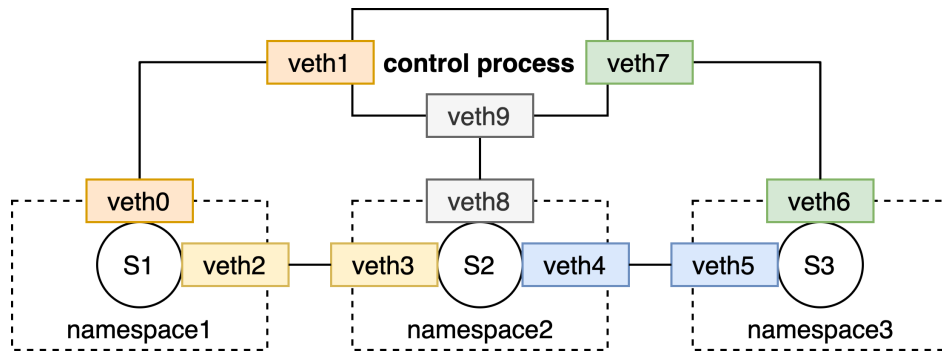 veth1 control process veth7
veth9
veth0 veth8 veth6
S1 veth2 veth3 S2 veth4 veth5 S3
namespace1 namespace2 namespace3